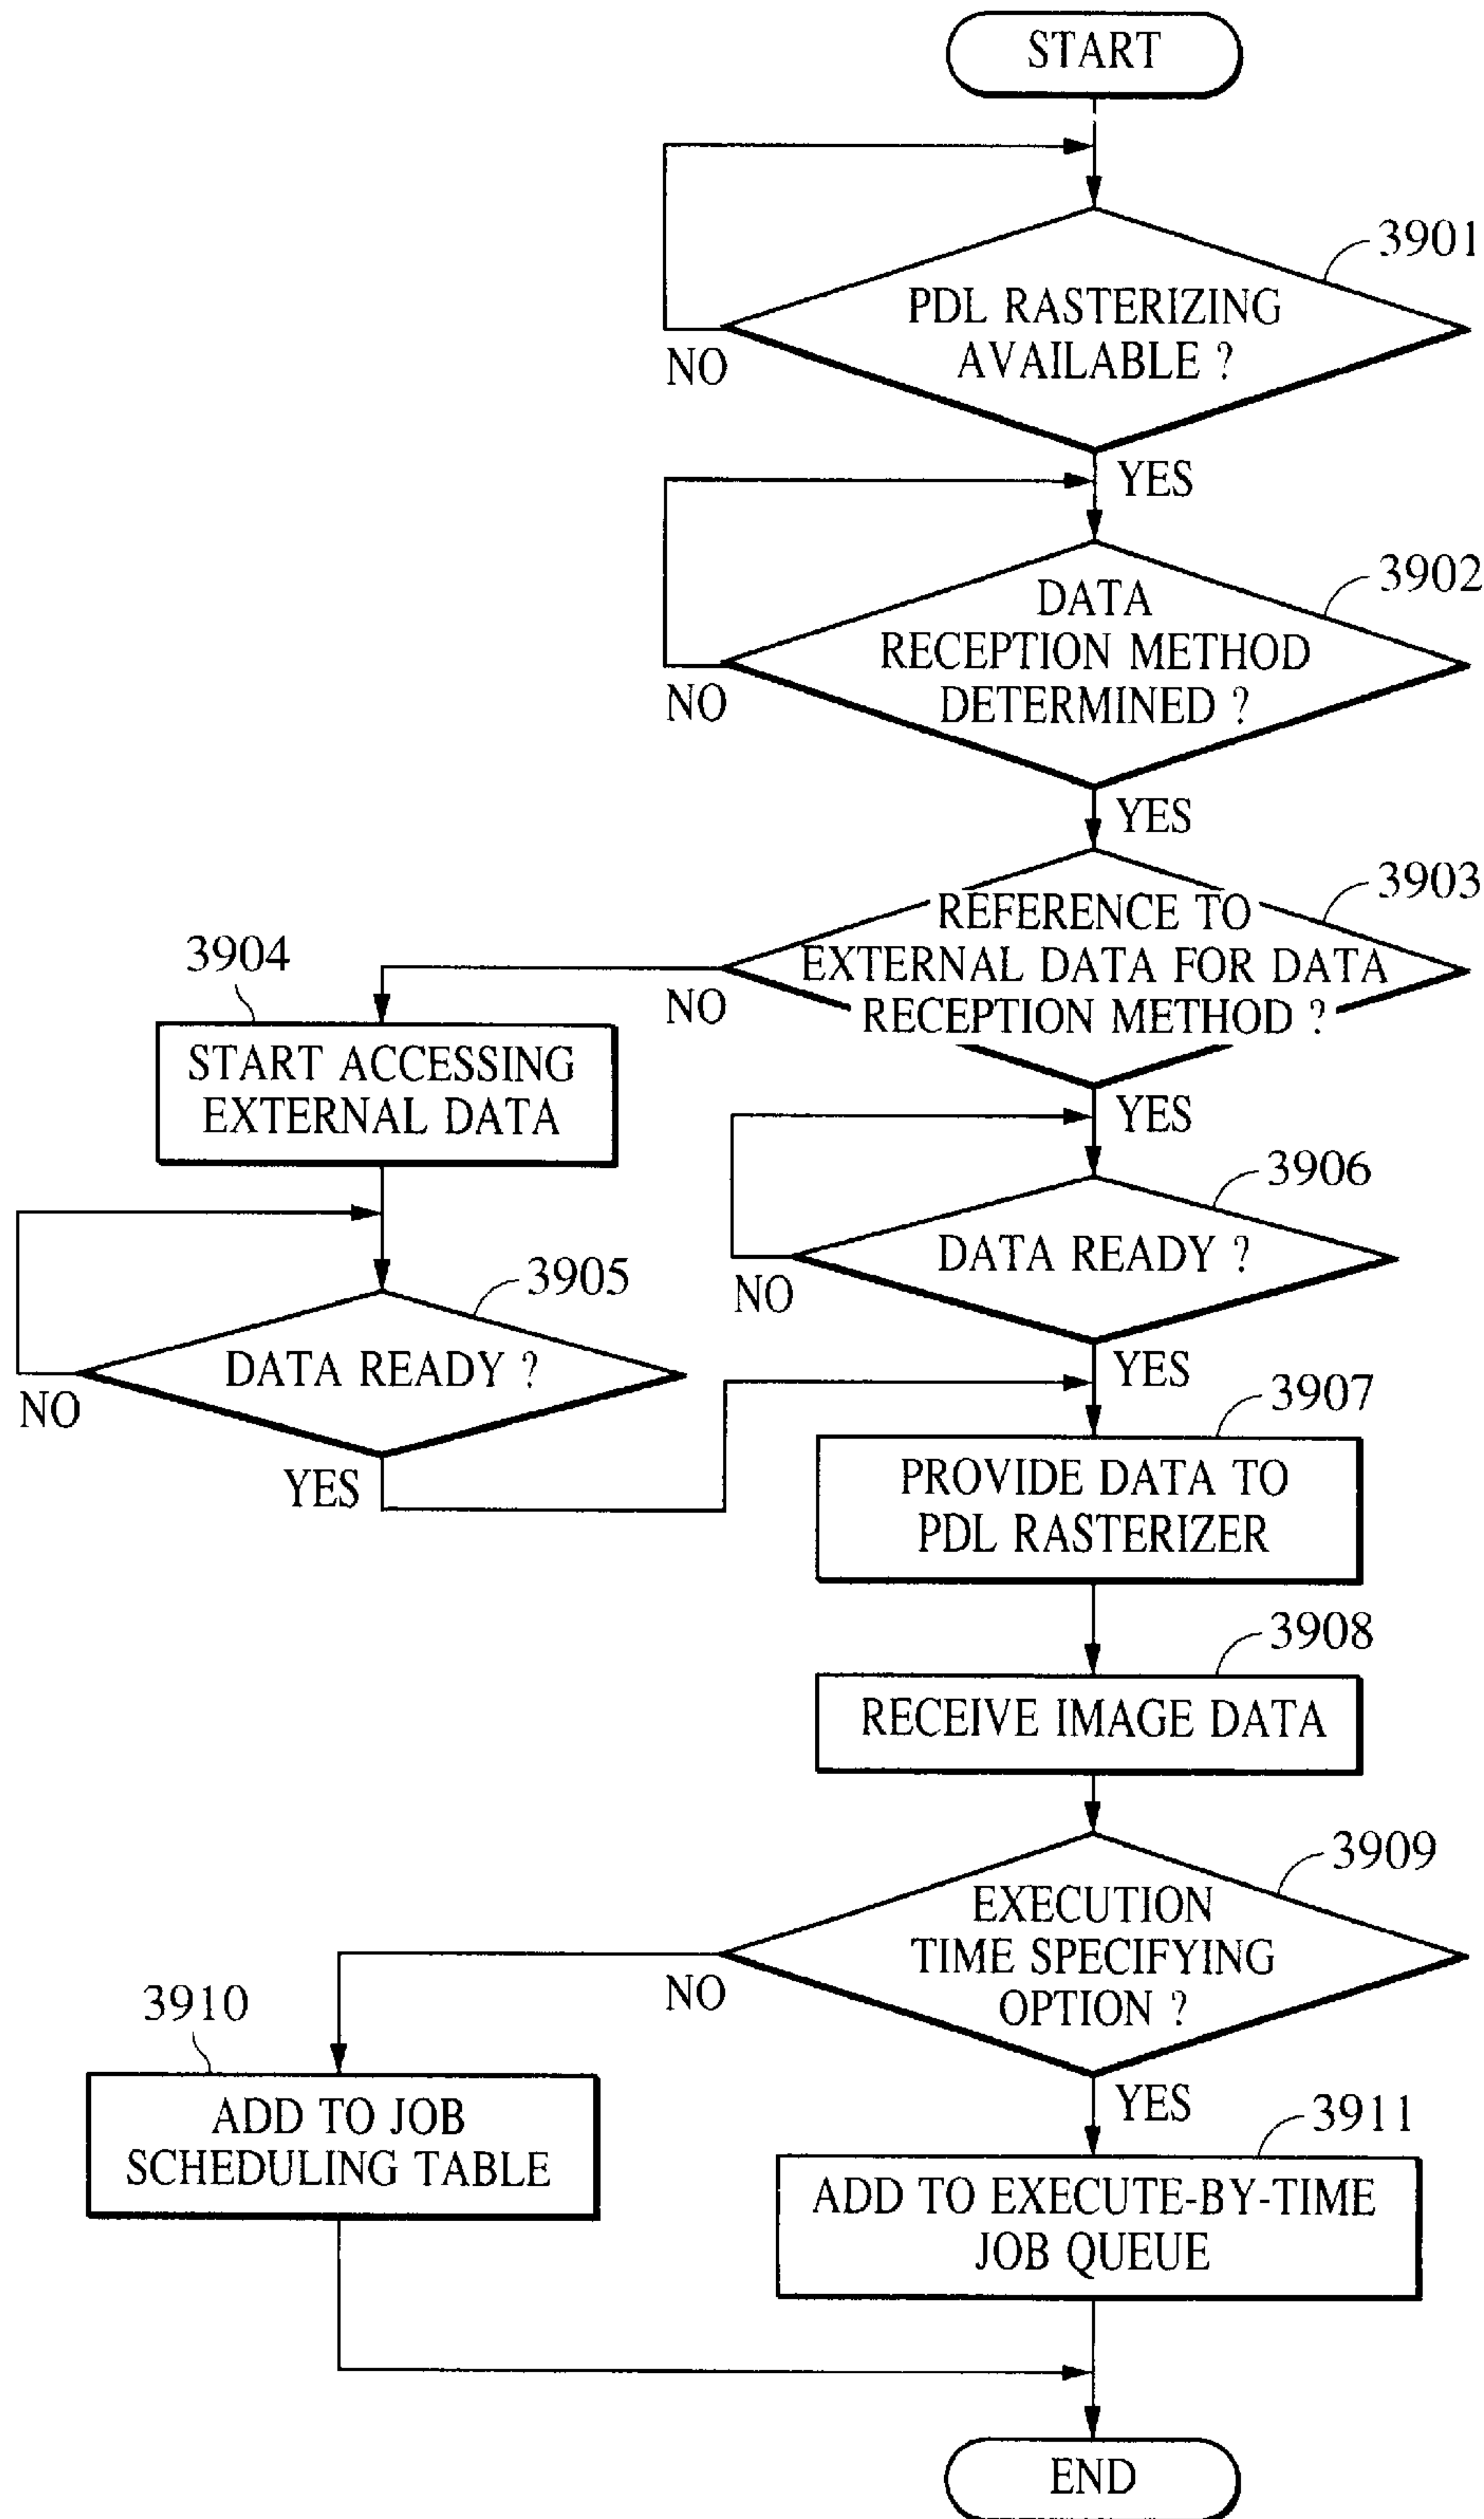 START
3901
PDL RASTERIZING
AVAILABLE ?
NO
YES
3902
DATA
RECEPTION METHOD
DETERMINED ?
NO
YES
3903
REFERENCE TO
EXTERNAL DATA FOR DATA
RECEPTION METHOD ?
NO
YES
3904
START ACCESSING
EXTERNAL DATA
3906
DATA READY ?
NO
YES
3905
DATA READY ?
NO
YES
3907
PROVIDE DATA TO
PDL RASTERIZER
3908
RECEIVE IMAGE DATA
3909
EXECUTION
TIME SPECIFYING
OPTION ?
NO
YES
3910
ADD TO JOB
SCHEDULING TABLE
3911
ADD TO EXECUTE-BY-TIME
JOB QUEUE
END